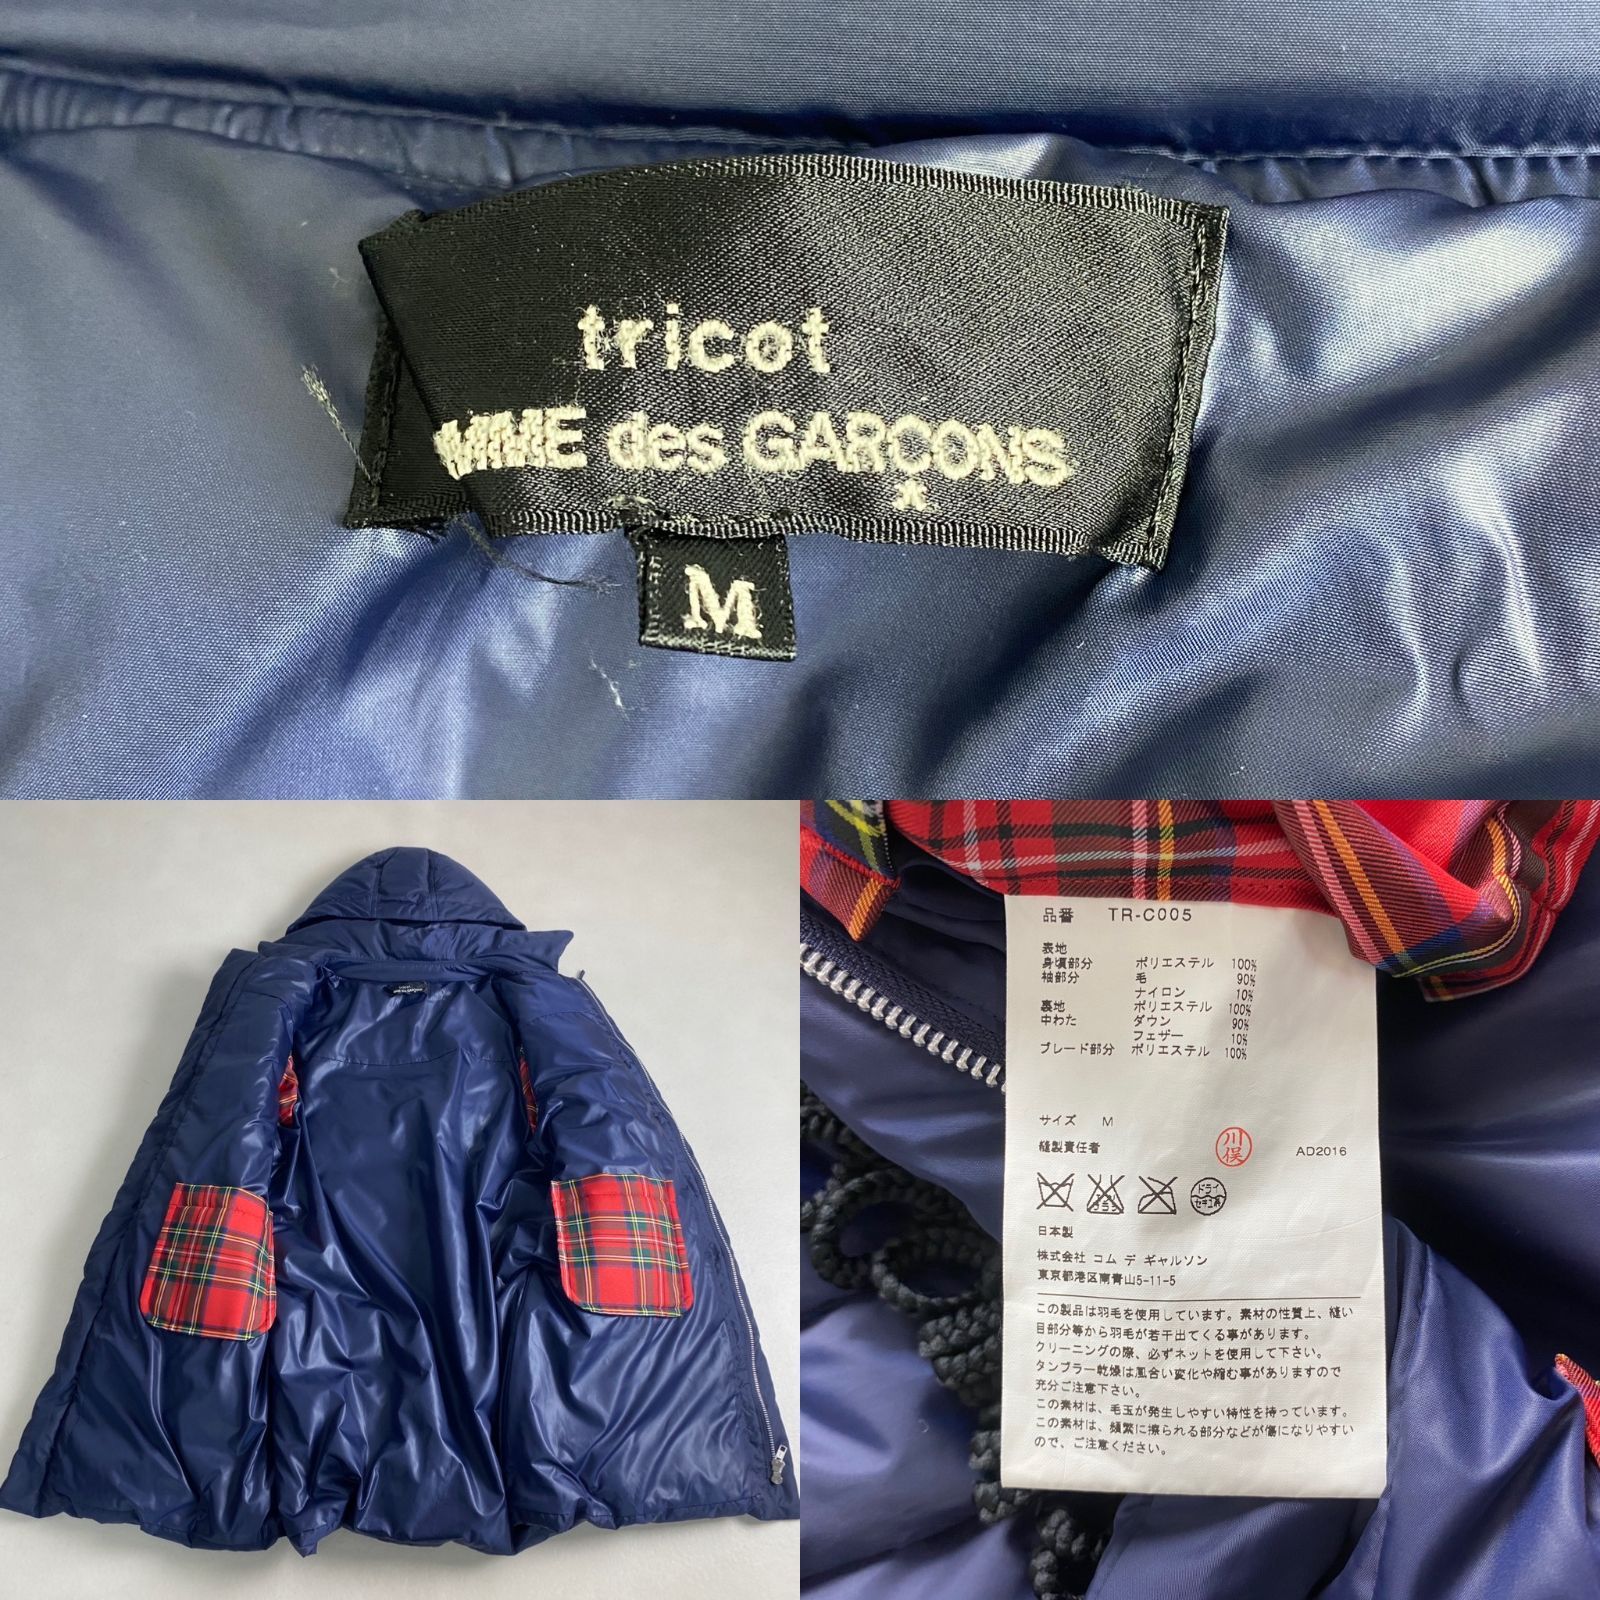 tricot
MME des GARÇONS
*
M
品番 TR-C005
表地
身頃部分 ポリエステル 100%
袖部分 毛 90%
ナイロン 10%
裏地 ポリエステル 100%
中わた ダウン 90%
フェザー 10%
ブレード部分 ポリエステル 100%
サイズ M
縫製責任者 川俣 AD2016
ドライ
セキユ系
日本製
株式会社 コム デ ギャルソン
東京都港区南青山5-11-5
この製品は羽毛を使用しています。素材の性質上、縫い
目部分等から羽毛が若干出てくる事があります。
クリーニングの際、必ずネットを使用して下さい。
タンブラー乾燥は風合い変化や縮む事がありますので
充分ご注意下さい。
この素材は、毛玉が発生しやすい特性を持っています。
この素材は、頻繁に擦られる部分などが傷になりやすい
ので、ご注意ください。